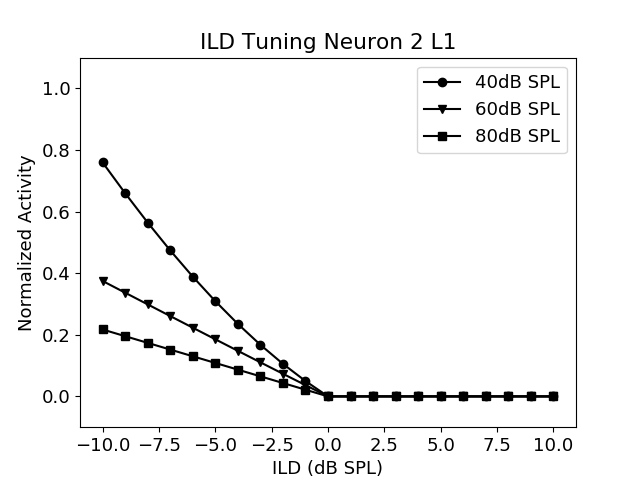 ILD Tuning Neuron 2 L1
40dB SPL
60dB SPL
80dB SPL
Normalized Activity
1.0
0.8
0.6
0.4
0.2
0.0
−10.0 −7.5 −5.0 −2.5 0.0 2.5 5.0 7.5 10.0
ILD (dB SPL)